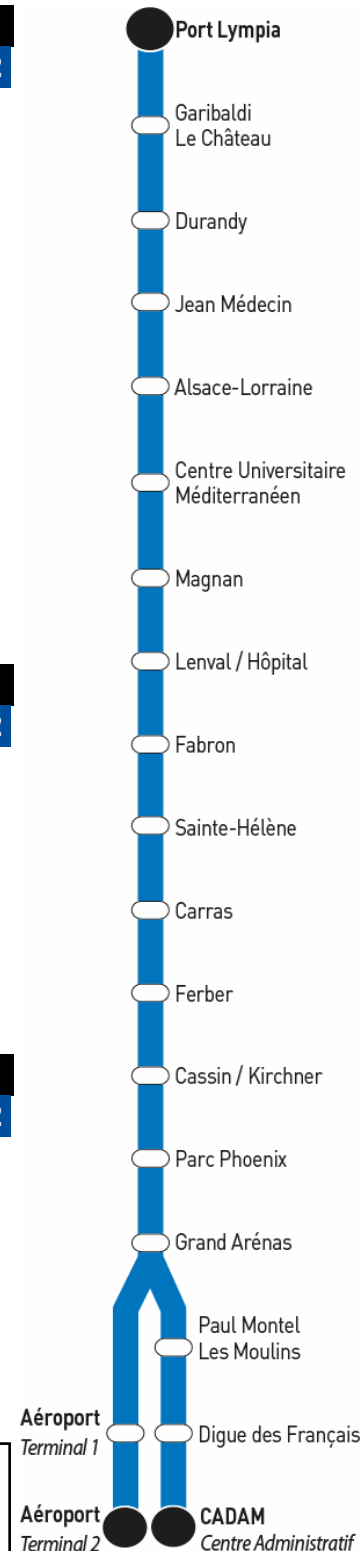 Port Lympia
Garibaldi
Le Château
Durandy
Jean Médecin
Alsace-Lorraine
Centre Universitaire
Méditerranéen
Magnan
Lenval / Hôpital
Fabron
Sainte-Hélène
Carras
Ferber
Cassin / Kirchner
Parc Phoenix
Grand Arénas
Paul Montel
Les Moulins
Aéroport
Terminal 1
Digue des Français
Aéroport
Terminal 2
CADAM
Centre Administratif